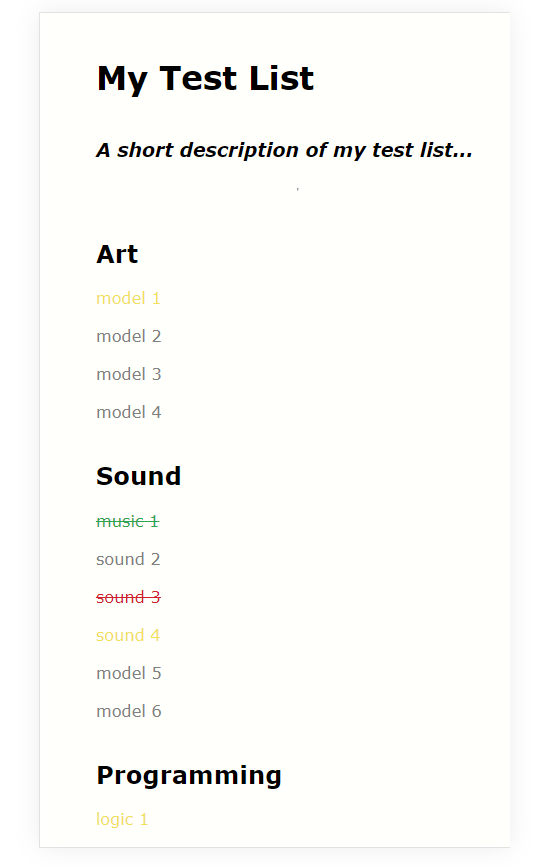 My Test List
A short description of my test list...
Art
model 1
model 2
model 3
model 4
Sound
music 1
sound 2
sound 3
sound 4
model 5
model 6
Programming
logic 1